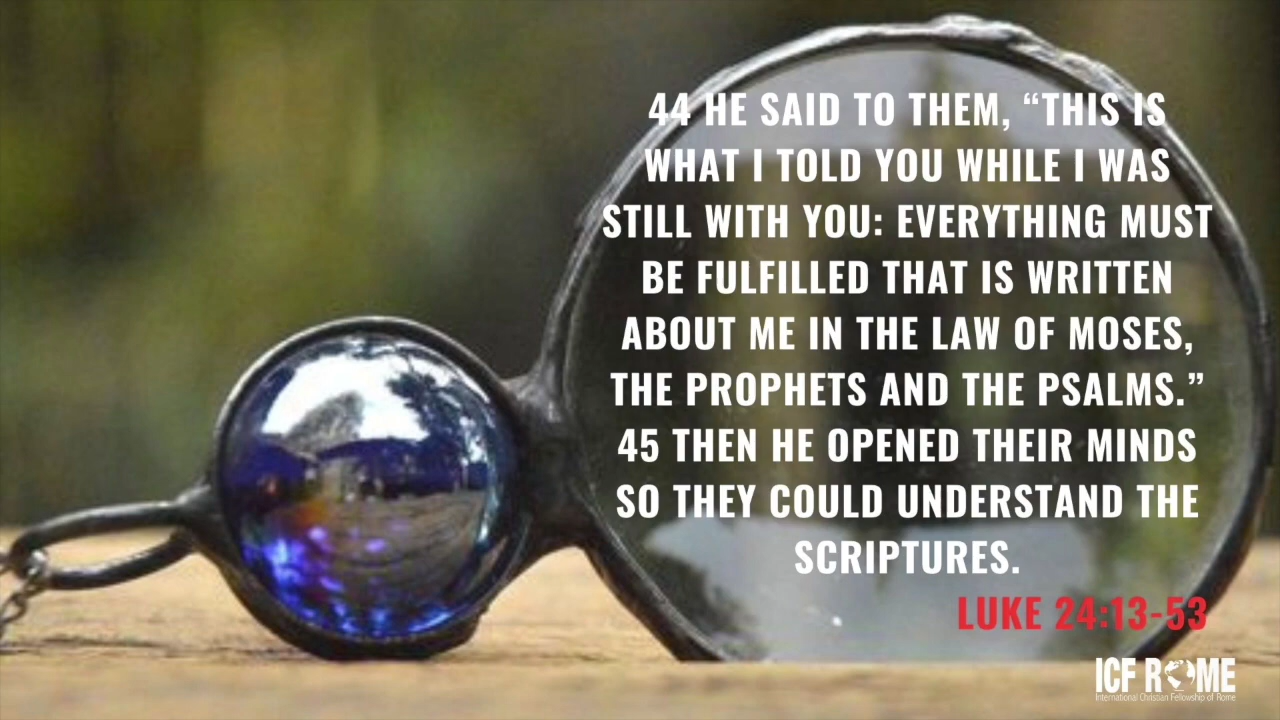 44 HE SAID TO THEM, “THIS IS
WHAT I TOLD YOU WHILE I WAS
STILL WITH YOU: EVERYTHING MUST
BE FULFILLED THAT IS WRITTEN
ABOUT ME IN THE LAW OF MOSES,
THE PROPHETS AND THE PSALMS.”
45 THEN HE OPENED THEIR MINDS
SO THEY COULD UNDERSTAND THE
SCRIPTURES.
LUKE 24:13-53
ICF ROME
International Christian Fellowship of Rome